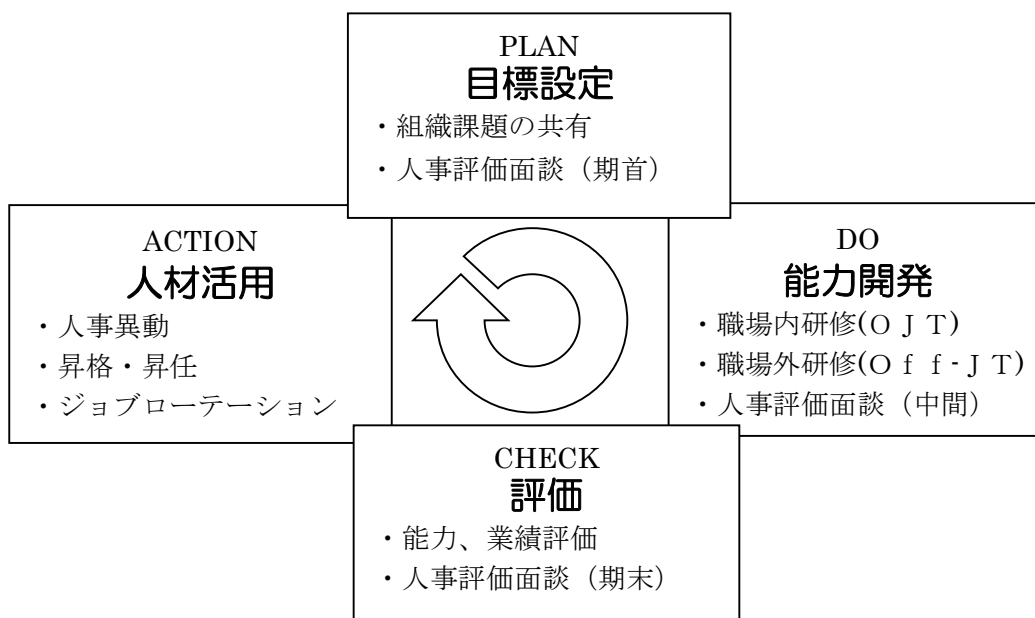 PLAN
目標設定
・組織課題の共有
・人事評価面談（期首）
ACTION
人材活用
・人事異動
・昇格・昇任
・ジョブローテーション
DO
能力開発
・職場内研修(ＯＪＴ)
・職場外研修(Ｏｆｆ-ＪＴ)
・人事評価面談（中間）
CHECK
評価
・能力、業績評価
・人事評価面談（期末）